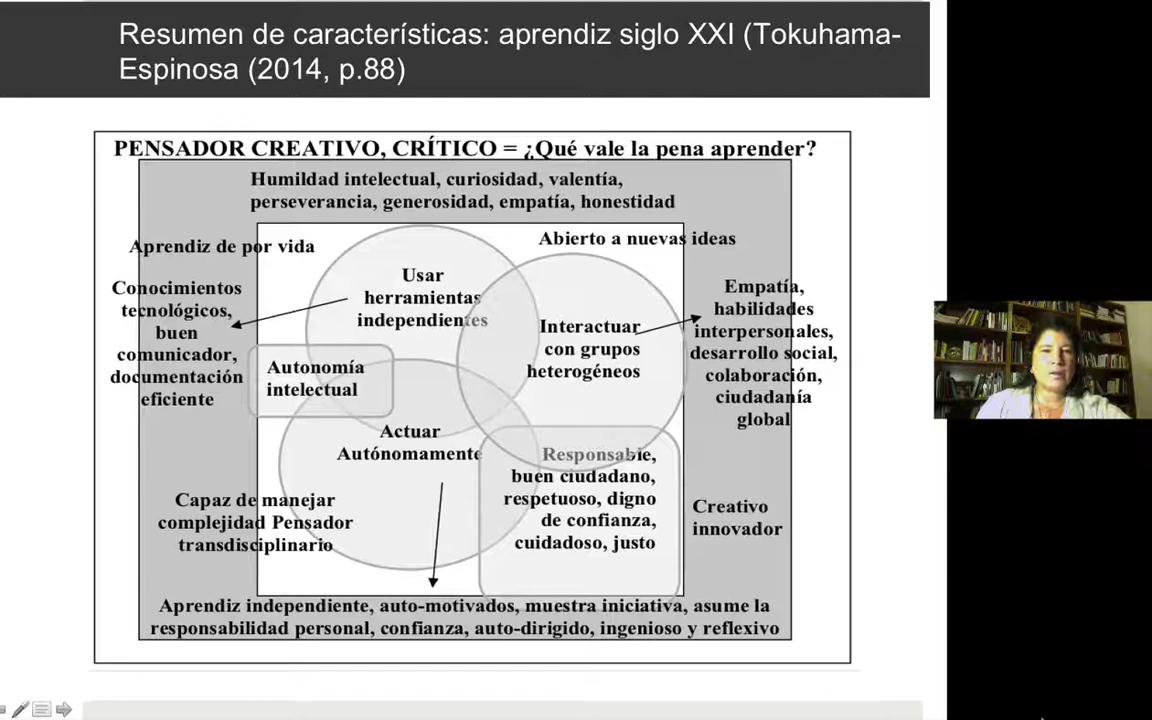 Resumen de características: aprendiz siglo XXI (Tokuhama-
Espinosa (2014, p.88)
PENSADOR CREATIVO, CRÍTICO = ¿Qué vale la pena aprender?
Humildad intelectual, curiosidad, valentía,
perseverancia, generosidad, empatía, honestidad
Aprendiz de por vida
Abierto a nuevas ideas
Conocimientos
tecnológicos,
buen
comunicador,
documentación
eficiente
Usar
herramientas
independientes
Interactuar
con grupos
heterogéneos
Empatía,
habilidades
interpersonales,
desarrollo social,
colaboración,
ciudadanía
global
Autonomía
intelectual
Actuar
Autónomamente
Responsable,
buen ciudadano,
respetuoso, digno
de confianza,
cuidadoso, justo
Capaz de manejar
complejidad Pensador
transdisciplinario
Creativo
innovador
Aprendiz independiente, auto-motivados, muestra iniciativa, asume la
responsabilidad personal, confianza, auto-dirigido, ingenioso y reflexivo